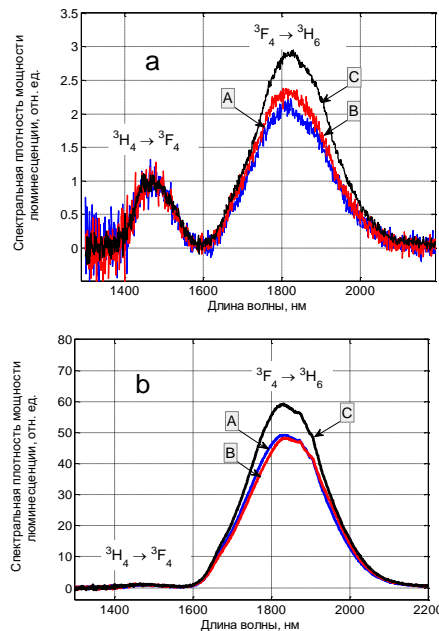 ³F₄ → ³H₆
a
A
C
B
³H₄ → ³F₄
Спектральная плотность мощности
люминесценции, отн. ед.
3.5
3
2.5
2
1.5
1
0.5
0
1400
1600
1800
2000
Длина волны, нм
b
³F₄ → ³H₆
A
C
B
³H₄ → ³F₄
Спектральная плотность мощности
люминесценции, отн. ед.
80
70
60
50
40
30
20
10
0
1400
1600
1800
2000
2200
Длина волны, нм